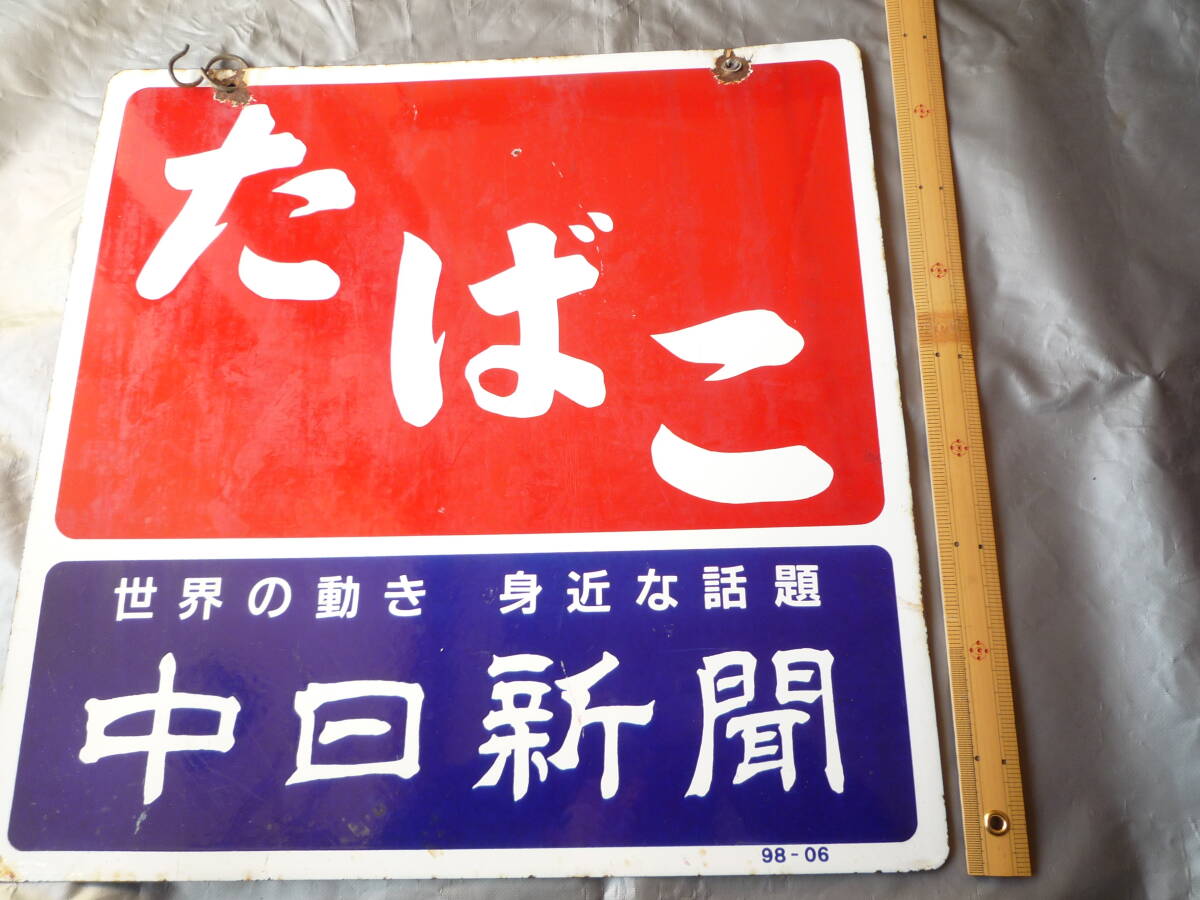 たばこ
世界の動き 身近な話題
中日新聞
98-06